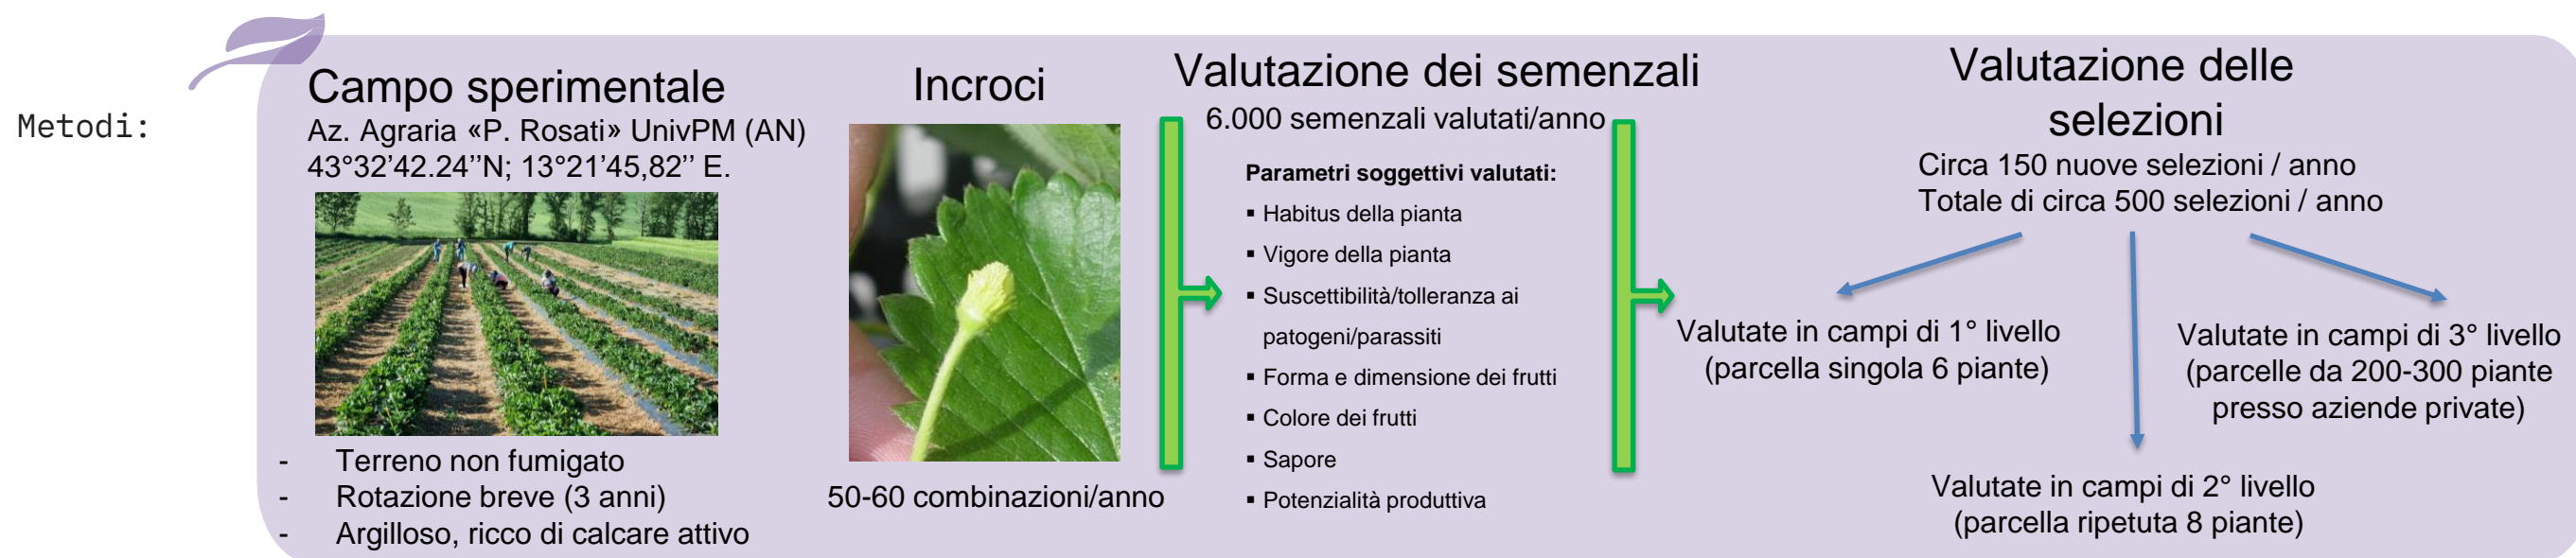 Metodi:
Campo sperimentale
Az. Agraria «P. Rosati» UnivPM (AN)
43°32’42.24’’N; 13°21’45,82’’ E.
- Terreno non fumigato
- Rotazione breve (3 anni)
- Argilloso, ricco di calcare attivo
Incroci
50-60 combinazioni/anno
Valutazione dei semenzali
6.000 semenzali valutati/anno
Parametri soggettivi valutati:
▪ Habitus della pianta
▪ Vigore della pianta
▪ Suscettibilità/tolleranza ai
patogeni/parassiti
▪ Forma e dimensione dei frutti
▪ Colore dei frutti
▪ Sapore
▪ Potenzialità produttiva
Valutazione delle
selezioni
Circa 150 nuove selezioni / anno
Totale di circa 500 selezioni / anno
Valutate in campi di 1° livello
(parcella singola 6 piante)
Valutate in campi di 2° livello
(parcella ripetuta 8 piante)
Valutate in campi di 3° livello
(parcelle da 200-300 piante
presso aziende private)